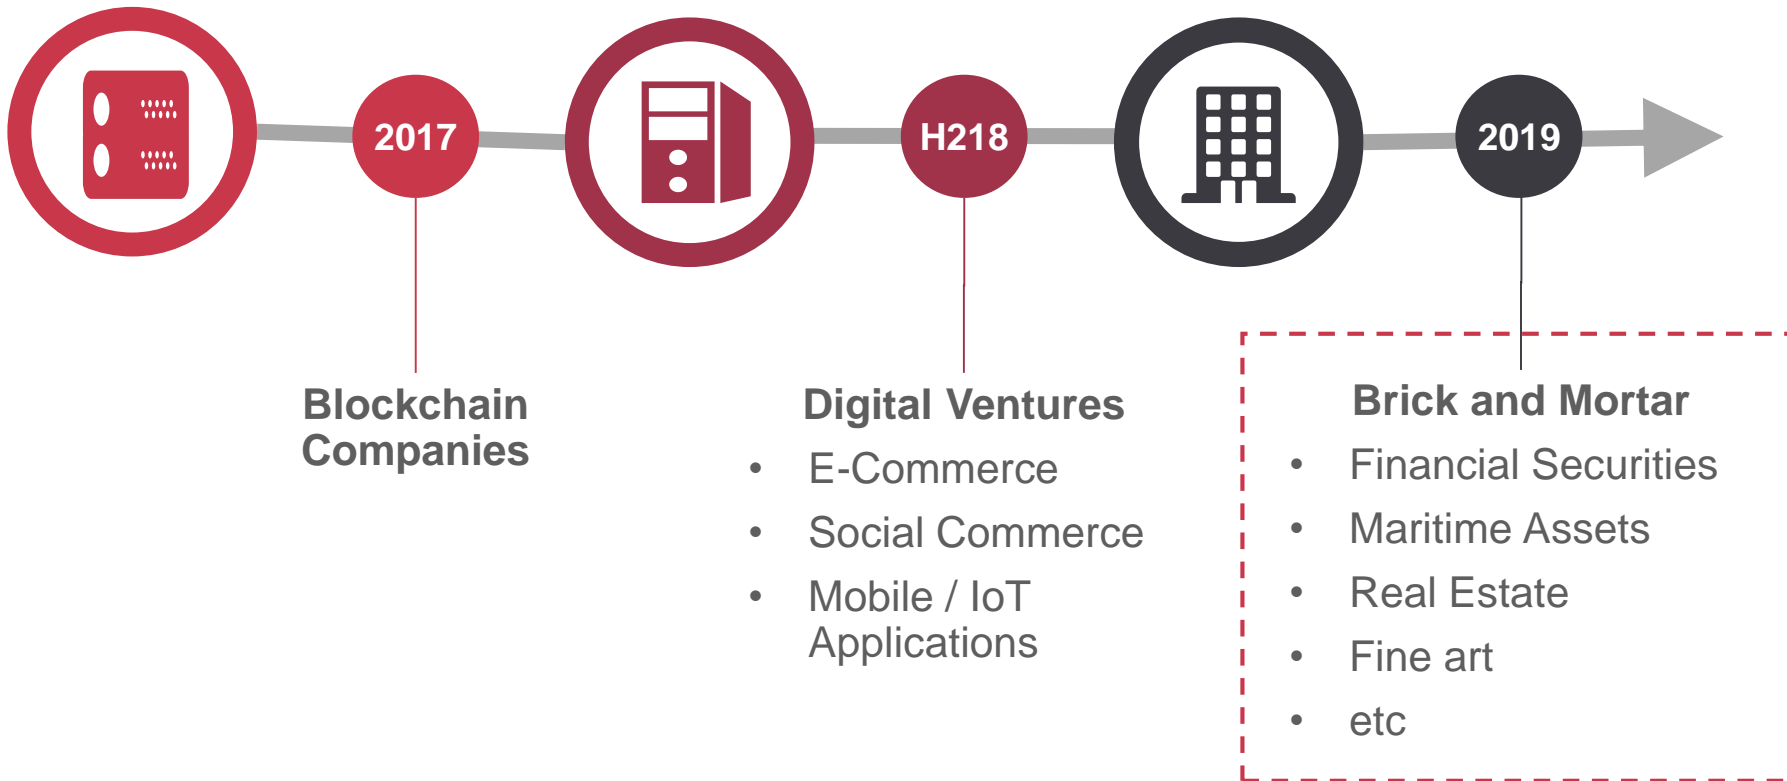 2017
H218
2019
Blockchain
Companies
Digital Ventures
• E-Commerce
• Social Commerce
• Mobile / IoT
Applications
Brick and Mortar
• Financial Securities
• Maritime Assets
• Real Estate
• Fine art
• etc